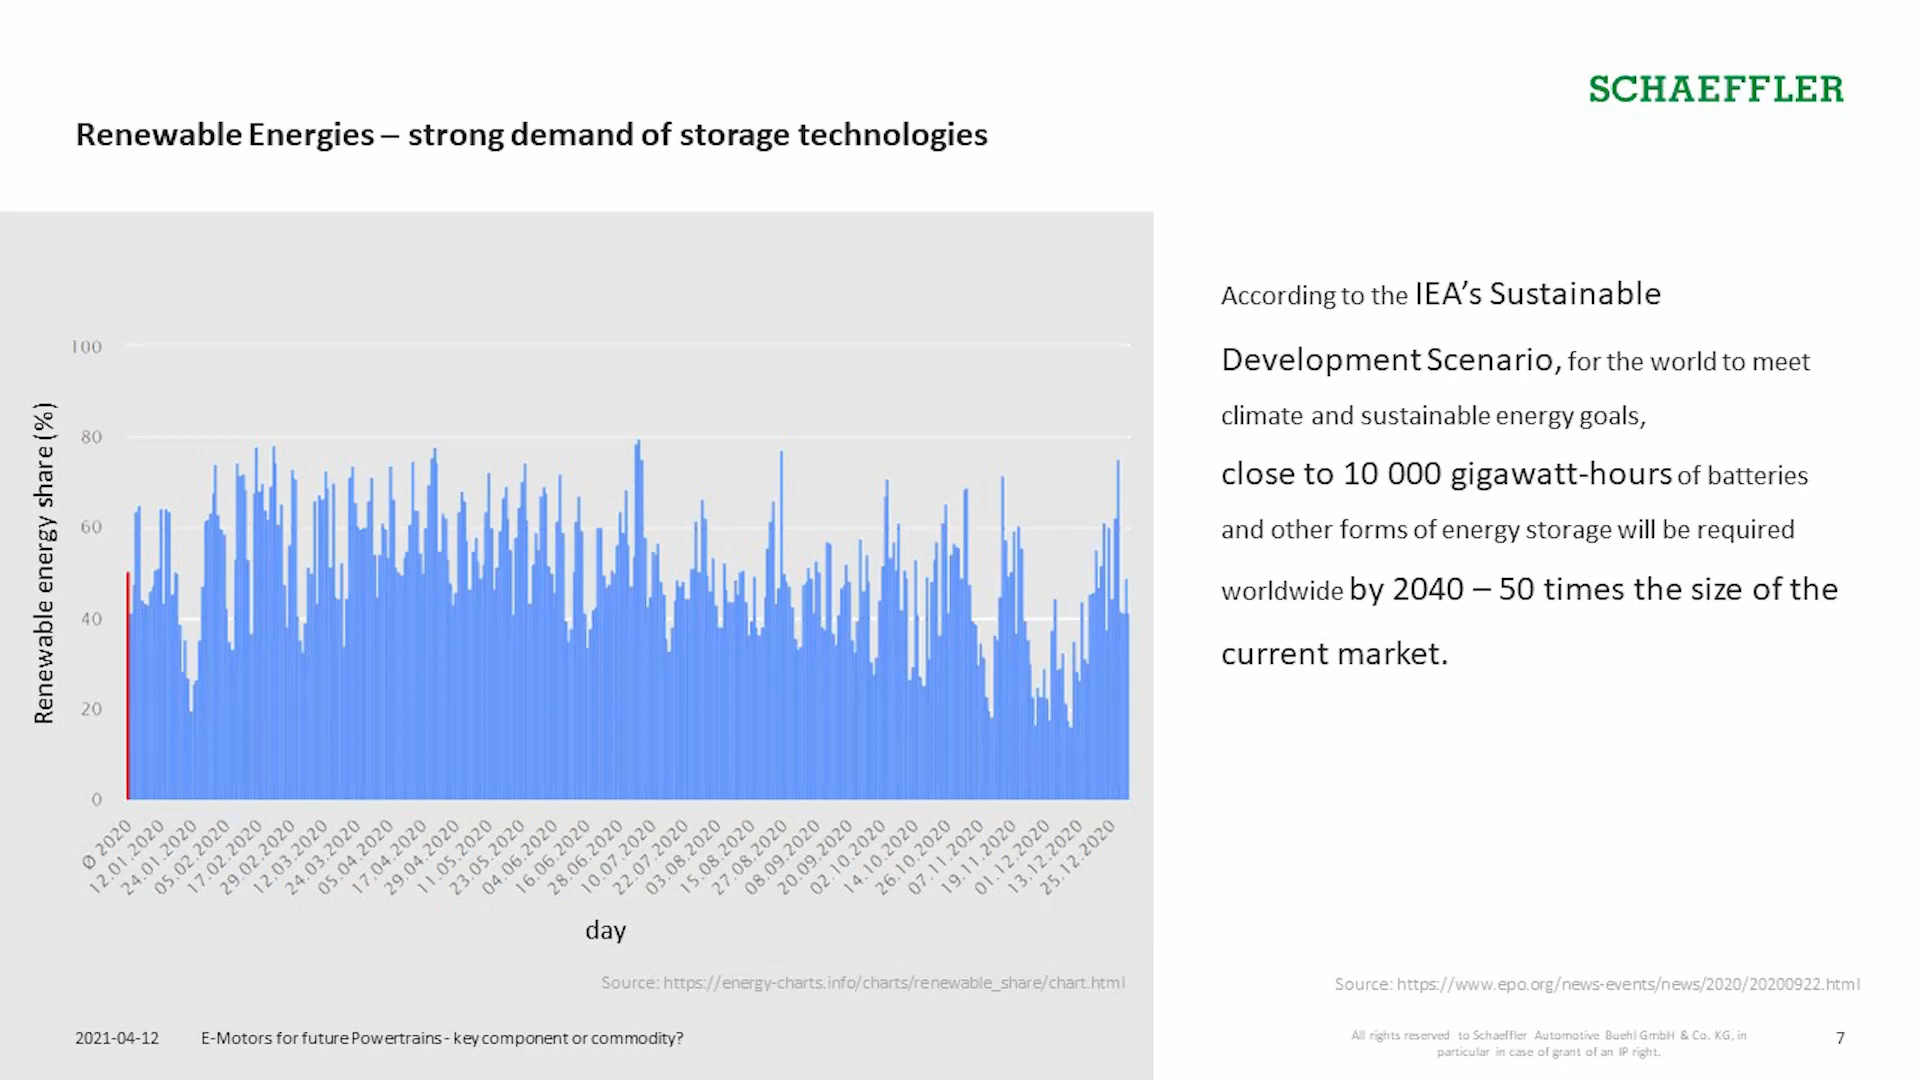 SCHAEFFLER
Renewable Energies – strong demand of storage technologies
Renewable energy share (%)
100
80
60
40
20
0
Ø 2020
12.01.2020
24.01.2020
05.02.2020
17.02.2020
29.02.2020
12.03.2020
24.03.2020
05.04.2020
17.04.2020
29.04.2020
11.05.2020
23.05.2020
04.06.2020
16.06.2020
28.06.2020
10.07.2020
22.07.2020
03.08.2020
15.08.2020
27.08.2020
08.09.2020
20.09.2020
02.10.2020
14.10.2020
26.10.2020
07.11.2020
19.11.2020
01.12.2020
13.12.2020
25.12.2020
day
Source: https://energy-charts.info/charts/renewable_share/chart.html
According to the IEA’s Sustainable
Development Scenario, for the world to meet
climate and sustainable energy goals,
close to 10 000 gigawatt-hours of batteries
and other forms of energy storage will be required
worldwide by 2040 – 50 times the size of the
current market.
Source: https://www.epo.org/news-events/news/2020/20200922.html
2021-04-12 E-Motors for future Powertrains - key component or commodity?
All rights reserved to Schaeffler Automotive Buehl GmbH & Co. KG, in
particular in case of grant of an IP right.
7